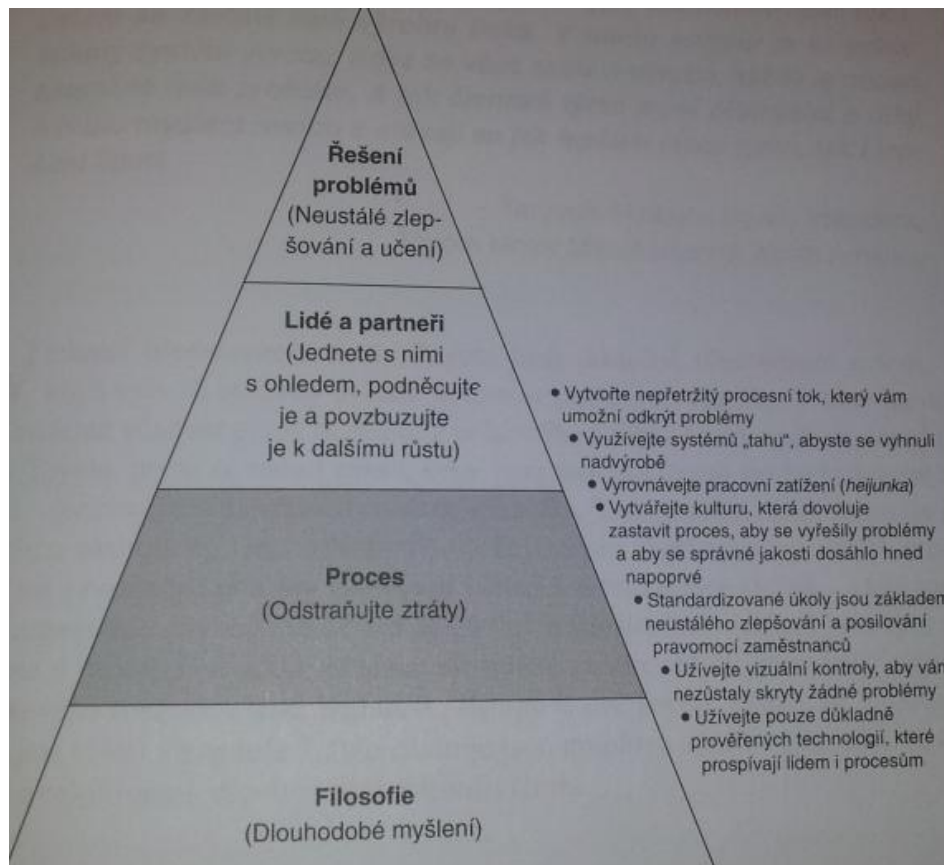 Řešení
problémů
(Neustálé zlep-
šování a učení)
Lidé a partneři
(Jednete s nimi
s ohledem, podněcujte
je a povzbuzujte
je k dalšímu růstu)
Proces
(Odstraňujte ztráty)
Filosofie
(Dlouhodobé myšlení)
• Vytvořte nepřetržitý procesní tok, který vám
umožní odkrýt problémy
• Využívejte systémů „tahu“, abyste se vyhnuli
nadvýrobě
• Vyrovnávejte pracovní zatížení (heijunka)
• Vytvářejte kulturu, která dovoluje
zastavit proces, aby se vyřešily problémy
a aby se správné jakosti dosáhlo hned
napoprvé
• Standardizované úkoly jsou základem
neustálého zlepšování a posilování
pravomocí zaměstnanců
• Užívejte vizuální kontroly, aby vám
nezůstaly skryty žádné problémy
• Užívejte pouze důkladně
prověřených technologií, které
prospívají lidem i procesům